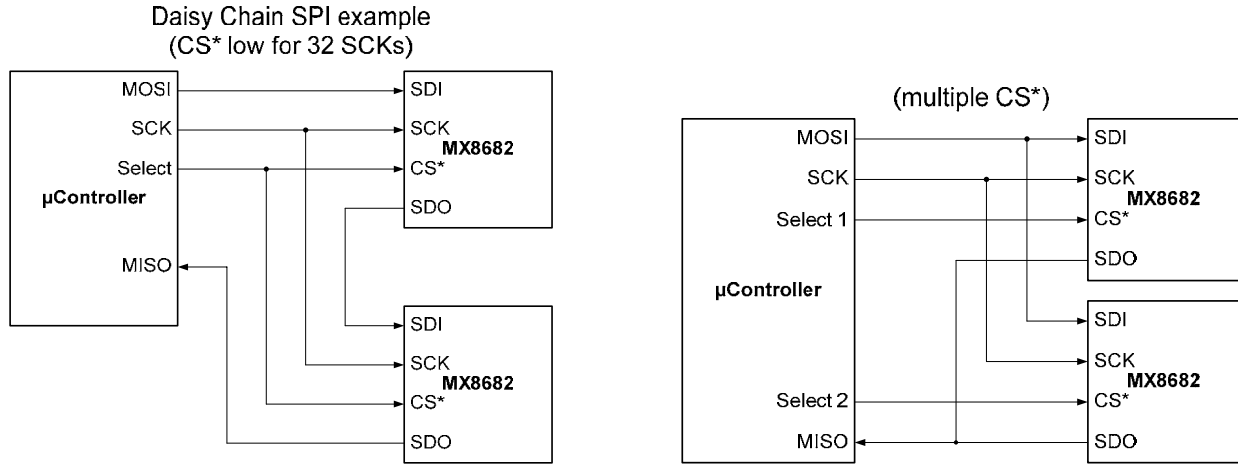 Daisy Chain SPI example
(CS* low for 32 SCKs)
MOSI
SCK
Select
µController
MISO
SDI
SCK
MX8682
CS*
SDO
SDI
SCK
MX8682
CS*
SDO
(multiple CS*)
MOSI
SCK
Select 1
µController
Select 2
MISO
SDI
SCK
MX8682
CS*
SDO
SDI
SCK
MX8682
CS*
SDO